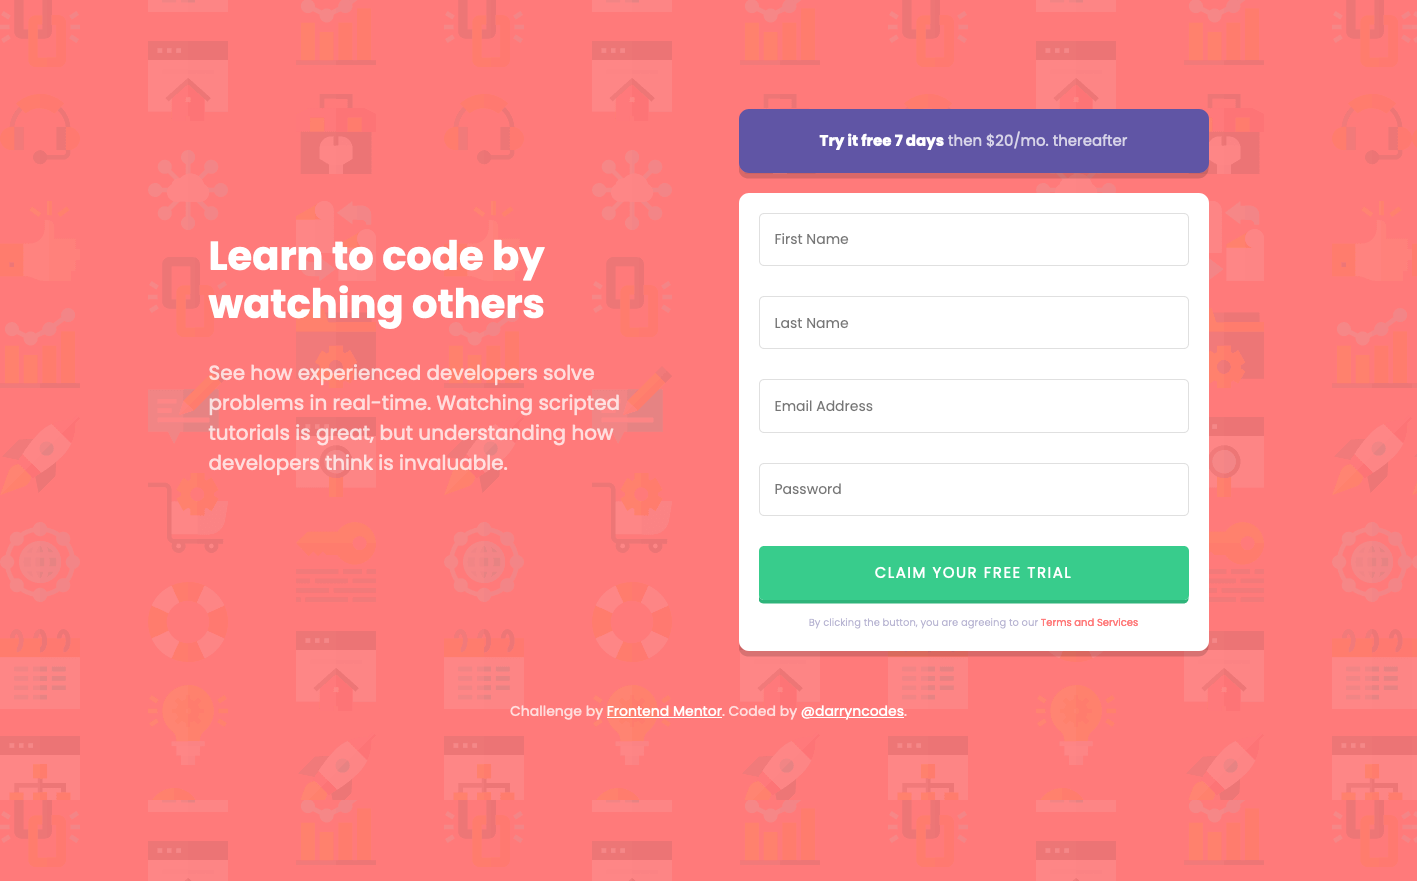 Learn to code by
watching others
See how experienced developers solve
problems in real-time. Watching scripted
tutorials is great, but understanding how
developers think is invaluable.
Try it free 7 days then $20/mo. thereafter
First Name
Last Name
Email Address
Password
CLAIM YOUR FREE TRIAL
By clicking the button, you are agreeing to our Terms and Services
Challenge by Frontend Mentor. Coded by @darryncodes.